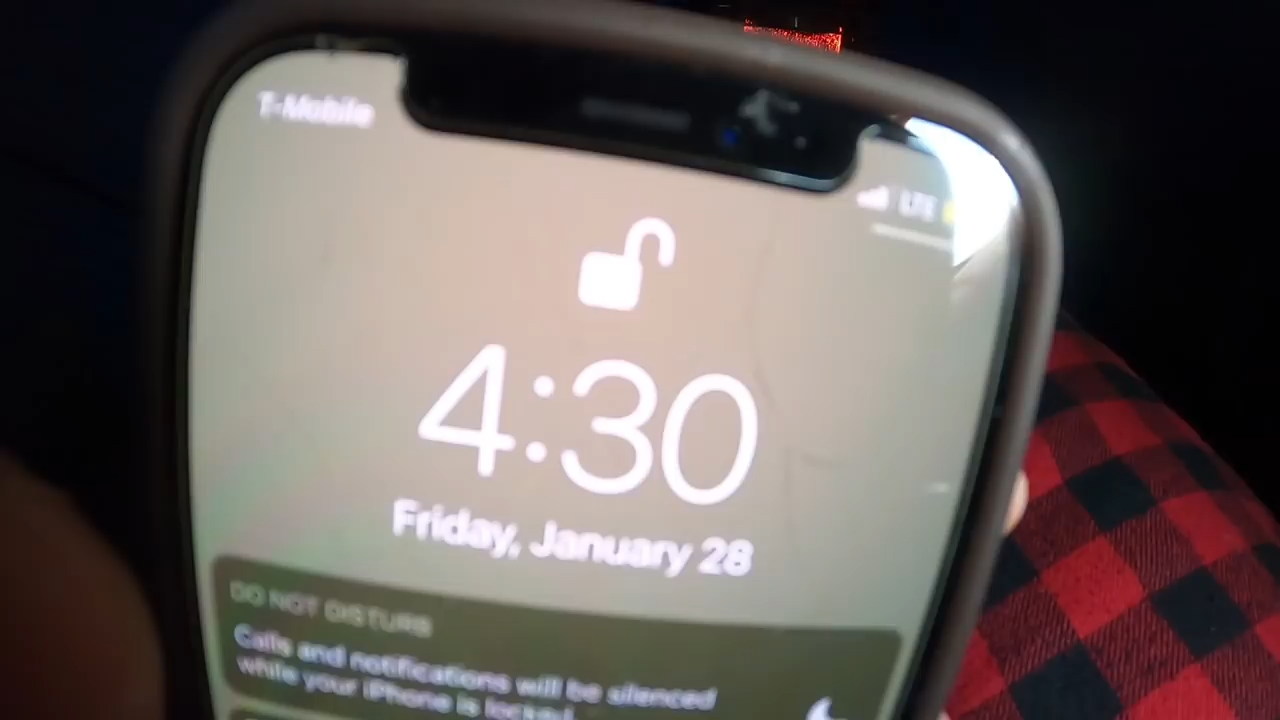 T-Mobile
LTE
4:30
Friday, January 28
DO NOT DISTURB
Calls and notifications will be silenced
while your iPhone is locked.